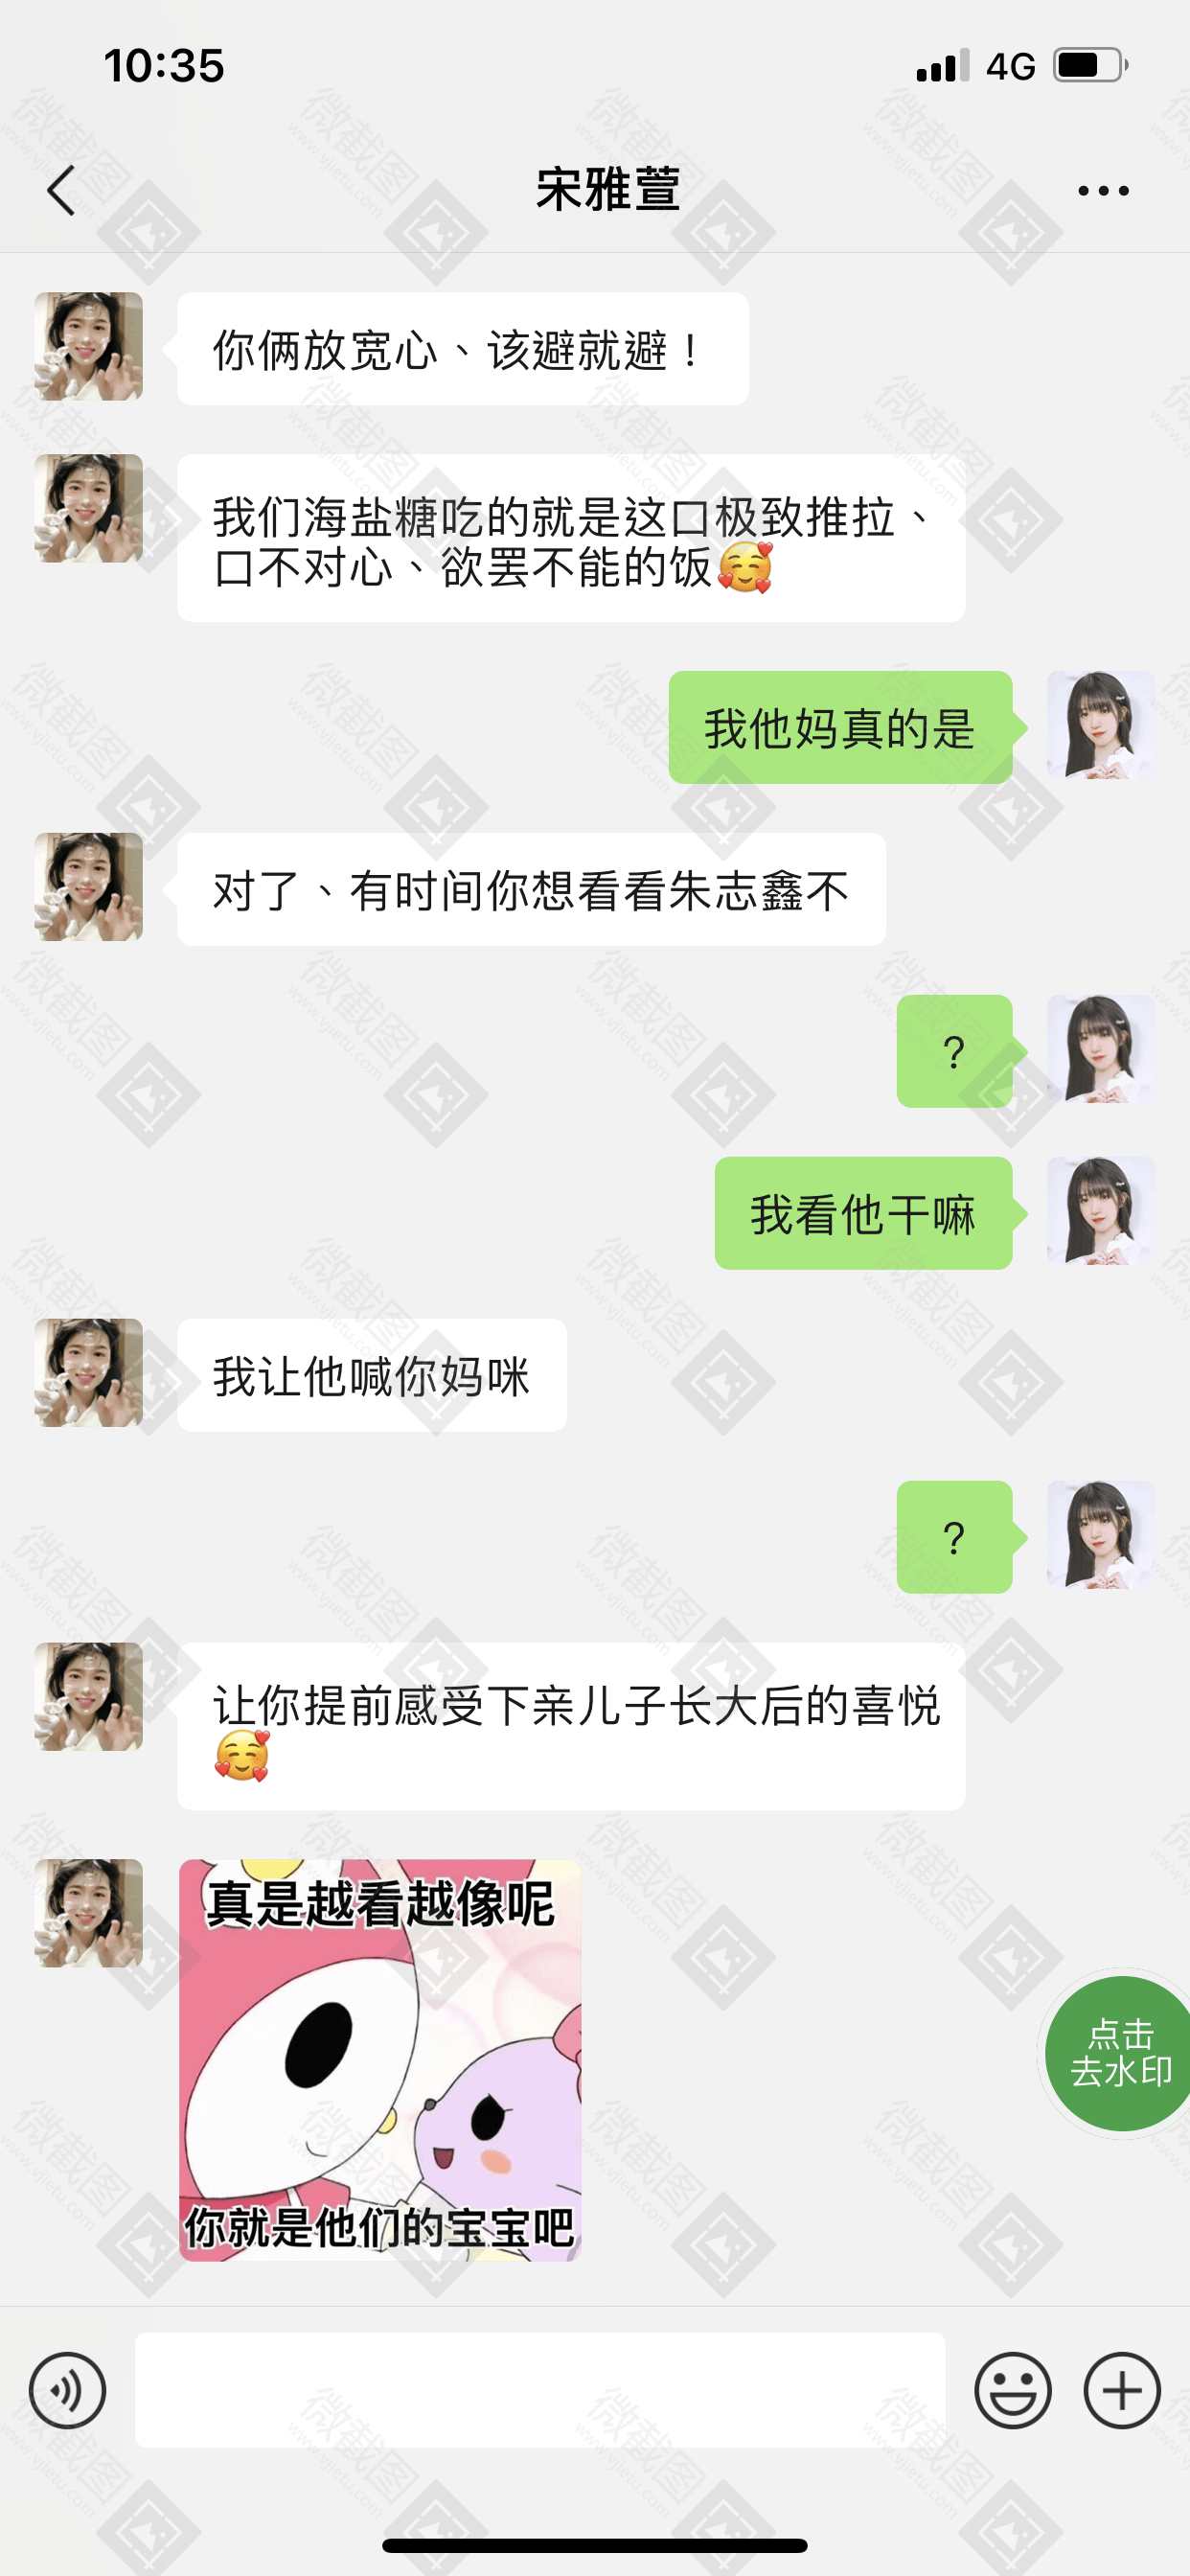 10:35
4G
宋雅萱
你俩放宽心、该避就避！
我们海盐糖吃的就是这口极致推拉、
口不对心、欲罢不能的饭
我他妈真的是
对了、有时间你想看看朱志鑫不
?
我看他干嘛
我让他喊你妈咪
?
让你提前感受下亲儿子长大后的喜悦
真是越看越像呢
你就是他们的宝宝吧
点击
去水印
微截图
www.vjietu.com